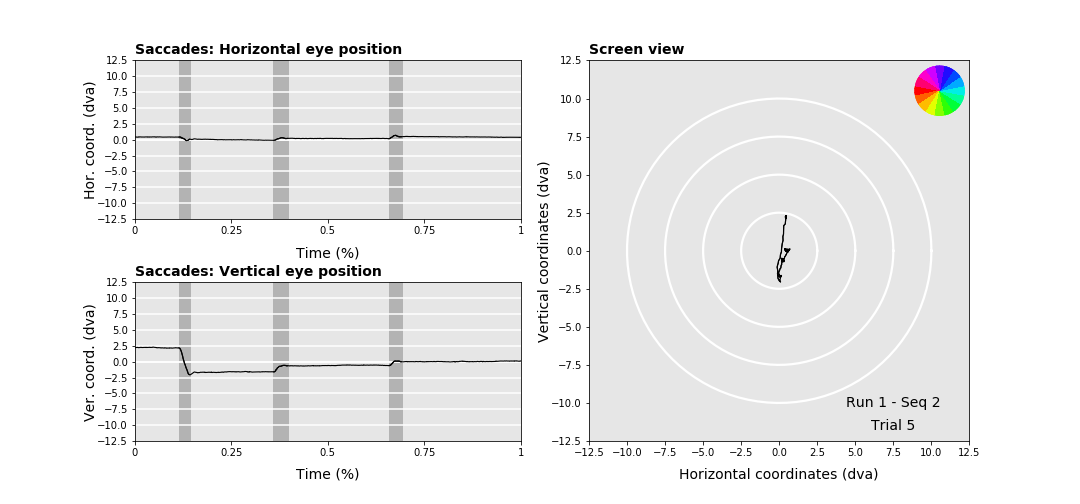 Saccades: Horizontal eye position
Hor. coord. (dva)
12.5
10.0
7.5
5.0
2.5
0.0
−2.5
−5.0
−7.5
−10.0
−12.5
0 0.25 0.5 0.75 1
Time (%)
Saccades: Vertical eye position
Ver. coord. (dva)
12.5
10.0
7.5
5.0
2.5
0.0
−2.5
−5.0
−7.5
−10.0
−12.5
0 0.25 0.5 0.75 1
Time (%)
Screen view
Vertical coordinates (dva)
12.5
10.0
7.5
5.0
2.5
0.0
−2.5
−5.0
−7.5
−10.0
−12.5
Run 1 - Seq 2
Trial 5
−12.5 −10.0 −7.5 −5.0 −2.5 0.0 2.5 5.0 7.5 10.0 12.5
Horizontal coordinates (dva)